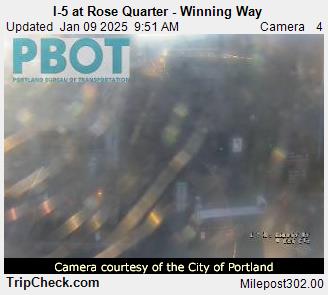 I-5 at Rose Quarter - Winning Way
Updated Jan 09 2025 9:51 AM Camera 4
PBOT
PORTLAND BUREAU OF TRANSPORTATION
Camera courtesy of the City of Portland
TripCheck.com Milepost302.00